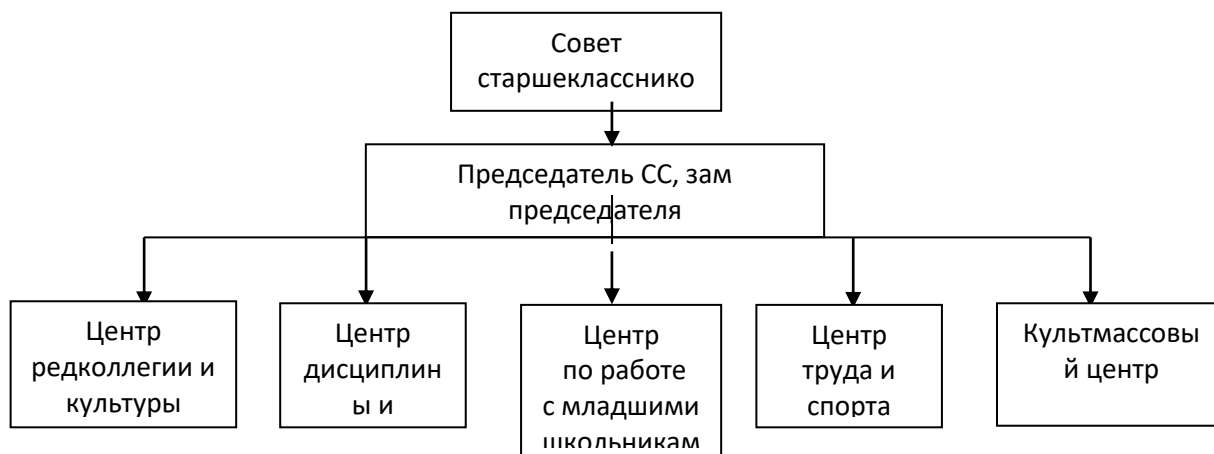 Совет
старшекласснико
Председатель СС, зам
председателя
Центр
редколлегии и
культуры
Центр
дисциплин
ы и
Центр
по работе
с младшими
школьникам
Центр
труда и
спорта
Культмассовы
й центр